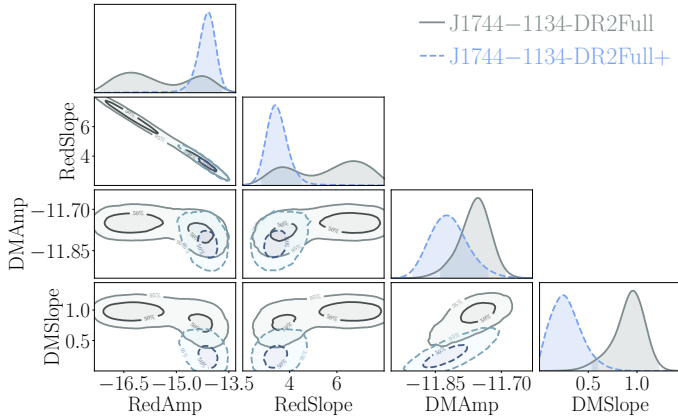 J1744−1134-DR2Full
J1744−1134-DR2Full+
RedSlope
6
4
DMAmp
−11.70
−11.85
DMSlope
1.0
0.5
−16.5 −15.0 −13.5 4 6 −11.85 −11.70 0.5 1.0
RedAmp RedSlope DMAmp DMSlope